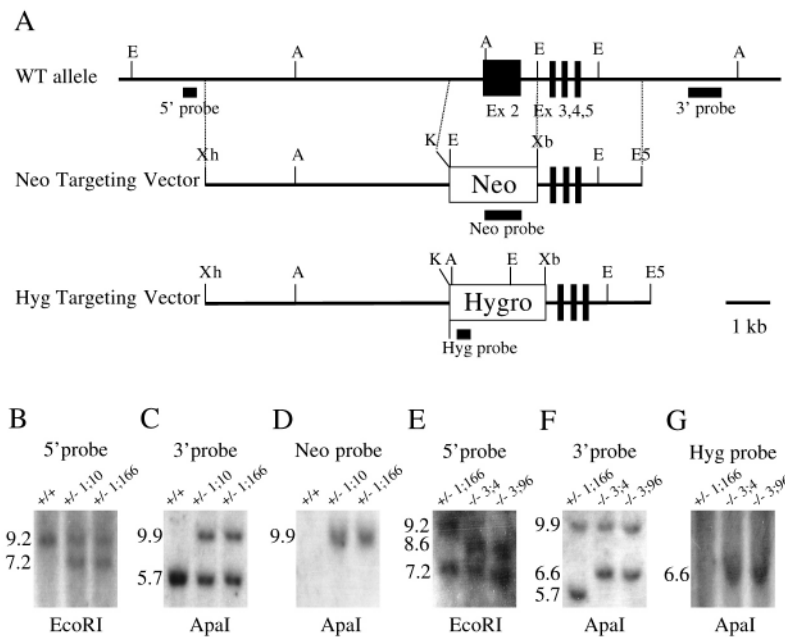 A
E A A E E A
WT allele
5' probe Ex 2 Ex 3,4,5 3' probe
Xh A K E Xb E E5
Neo Targeting Vector Neo
Neo probe
Xh A K A E Xb E E5
Hyg Targeting Vector Hygro
Hyg probe 1 kb
B
5'probe
+/+ +/- 1:10 +/- 1:166
9.2
7.2
EcoRI
C
3'probe
+/+ +/- 1:10 +/- 1:166
9.9
5.7
ApaI
D
Neo probe
+/+ +/- 1:10 +/- 1:166
9.9
ApaI
E
5'probe
+/- 1:166 -/- 3;4 -/- 3;96
9.2
8.6
7.2
EcoRI
F
3'probe
+/- 1:166 -/- 3;4 -/- 3;96
9.9
6.6
5.7
ApaI
G
Hyg probe
+/- 1:166 -/- 3;4 -/- 3;96
6.6
ApaI